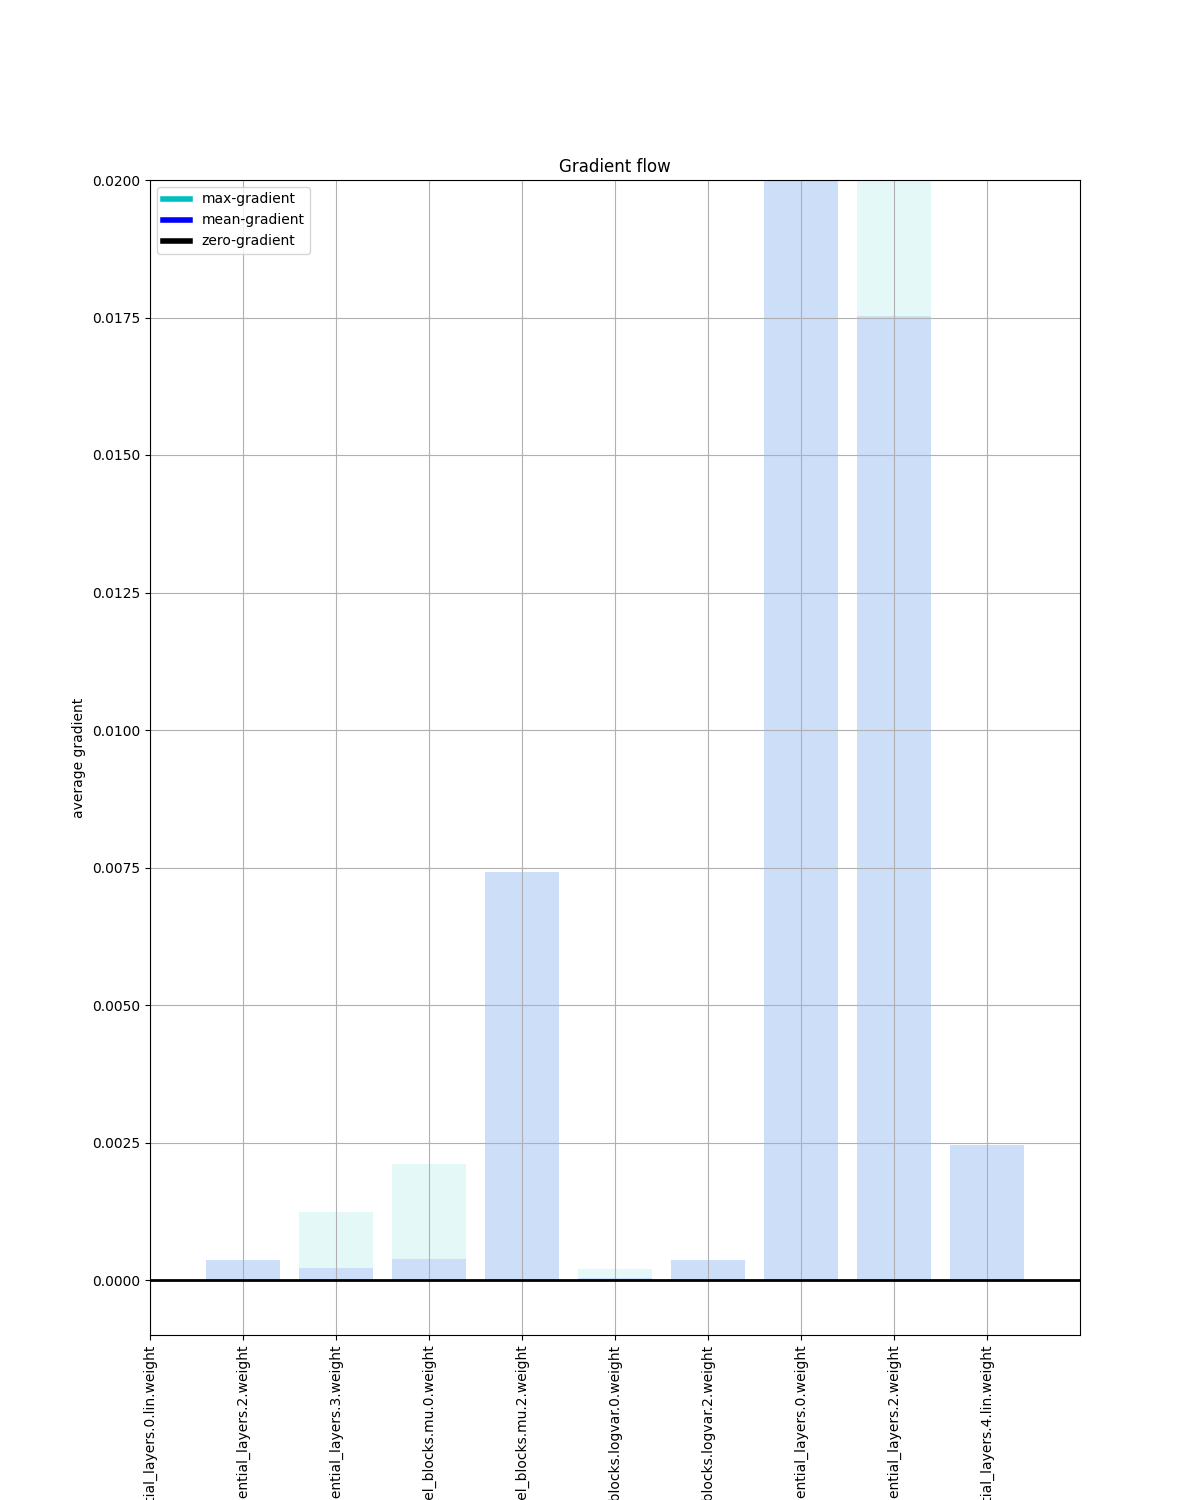 Gradient flow
max-gradient
mean-gradient
zero-gradient
0.0200
0.0175
0.0150
0.0125
0.0100
0.0075
0.0050
0.0025
0.0000
average gradient
tial_layers.0.lin.weight
ential_layers.2.weight
ential_layers.3.weight
el_blocks.mu.0.weight
el_blocks.mu.2.weight
blocks.logvar.0.weight
blocks.logvar.2.weight
ential_layers.0.weight
ential_layers.2.weight
tial_layers.4.lin.weight